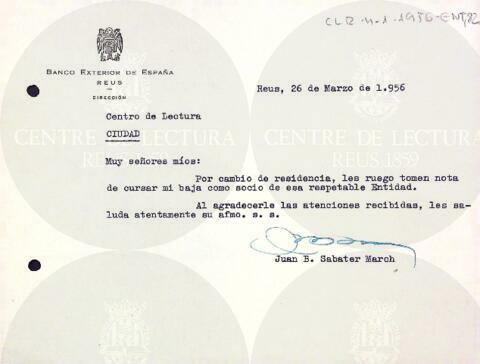 CLR 4-1-1956-ENT,82
BANCO EXTERIOR DE ESPAÑA
REUS
DIRECCIÓN
Reus, 26 de Marzo de 1.956
Centro de Lectura
CIUDAD
Muy señores míos:
Por cambio de residencia, les ruego tomen nota
de cursar mi baja como socio de esa respetable Entidad.
Al agradecerle las atenciones recibidas, les sa-
luda atentamente su afmo. s. s.
Juan B. Sabater March
CENTRE DE LECTURA
REUS 1859
CENTRE DE LECTURA
REUS 1859